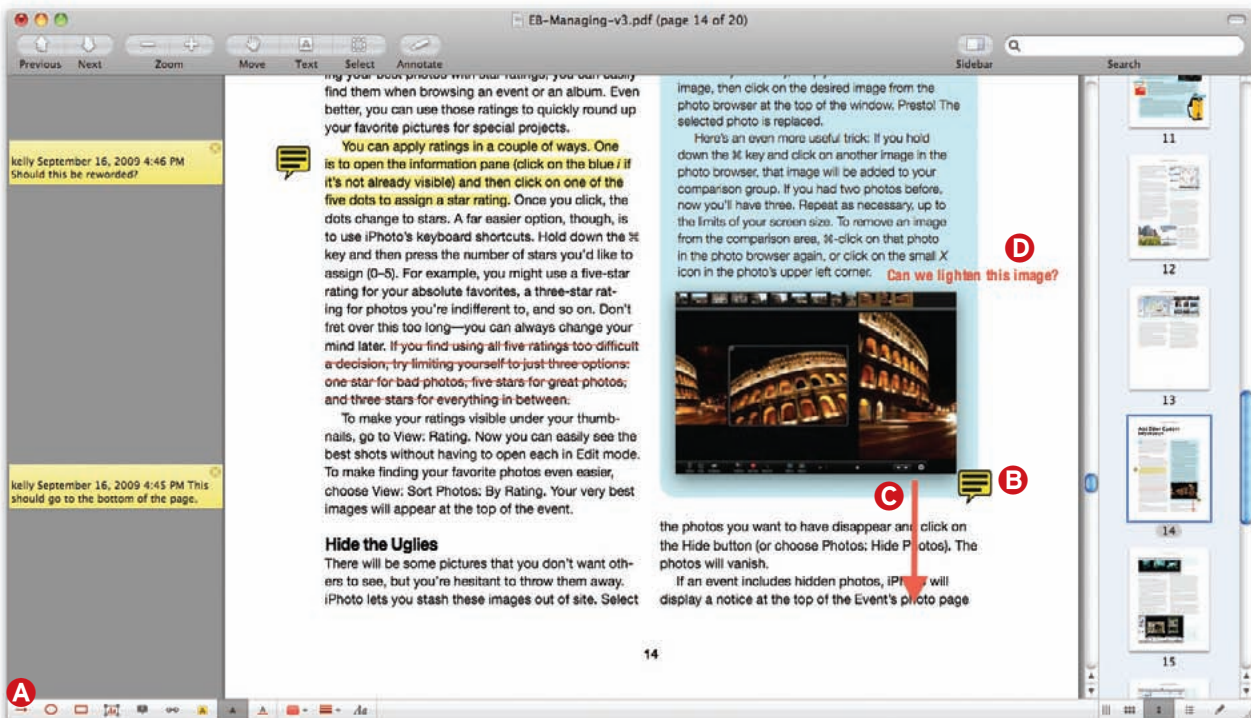 EB-Managing-v3.pdf (page 14 of 20)
Previous Next Zoom Move Text Select Annotate Sidebar Search
kelly September 16, 2009 4:46 PM
Should this be reworded?
kelly September 16, 2009 4:45 PM This
should go to the bottom of the page.
ing your best photos with star ratings, you can easily
find them when browsing an event or an album. Even
better, you can use those ratings to quickly round up
your favorite pictures for special projects.
You can apply ratings in a couple of ways. One
is to open the information pane (click on the blue i if
it's not already visible) and then click on one of the
five dots to assign a star rating. Once you click, the
dots change to stars. A far easier option, though, is
to use iPhoto's keyboard shortcuts. Hold down the ⌘
key and then press the number of stars you'd like to
assign (0–5). For example, you might use a five-star
rating for your absolute favorites, a three-star rat-
ing for photos you're indifferent to, and so on. Don't
fret over this too long—you can always change your
mind later. If you find using all five ratings too difficult
a decision, try limiting yourself to just three options:
one star for bad photos, five stars for great photos,
and three stars for everything in between.
To make your ratings visible under your thumb-
nails, go to View: Rating. Now you can easily see the
best shots without having to open each in Edit mode.
To make finding your favorite photos even easier,
choose View: Sort Photos: By Rating. Your very best
images will appear at the top of the event.
Hide the Uglies
There will be some pictures that you don't want oth-
ers to see, but you're hesitant to throw them away.
iPhoto lets you stash these images out of site. Select
image, then click on the desired image from the
photo browser at the top of the window. Presto! The
selected photo is replaced.
Here's an even more useful trick: If you hold
down the ⌘ key and click on another image in the
photo browser, that image will be added to your
comparison group. If you had two photos before,
now you'll have three. Repeat as necessary, up to
the limits of your screen size. To remove an image
from the comparison area, ⌘-click on that photo
in the photo browser again, or click on the small X
icon in the photo's upper left corner.
D
Can we lighten this image?
B
C
the photos you want to have disappear and click on
the Hide button (or choose Photos: Hide Photos). The
photos will vanish.
If an event includes hidden photos, iPhoto will
display a notice at the top of the Event's photo page
14
11
12
13
14
15
A